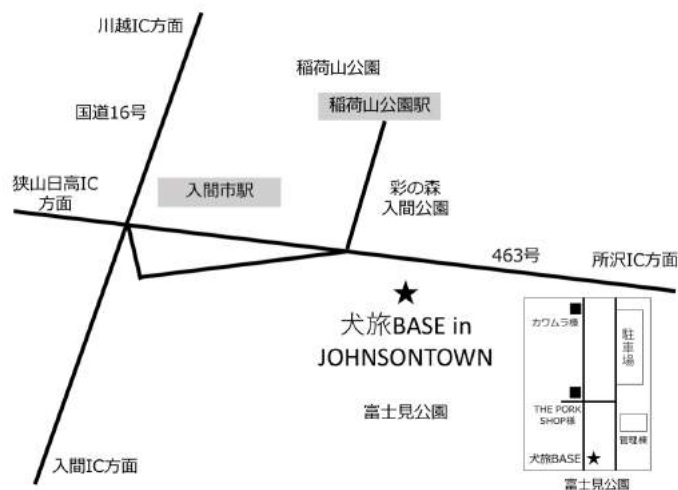 川越IC方面
稲荷山公園
稲荷山公園駅
国道16号
狭山日高IC
方面
入間市駅
彩の森
入間公園
463号
所沢IC方面
犬旅BASE in
JOHNSONTOWN
富士見公園
入間IC方面
カワムラ様
駐車場
THE PORK
SHOP様
管理棟
犬旅BASE
富士見公園